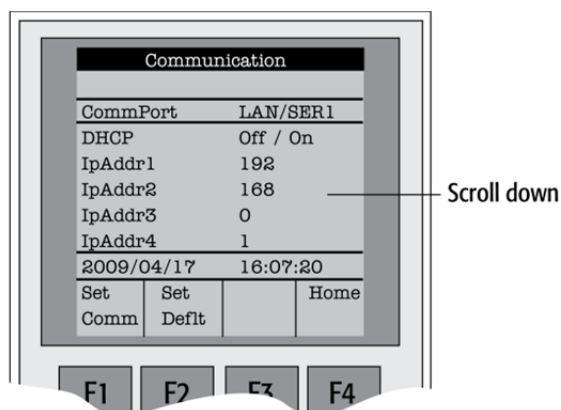 Communication
CommPort LAN/SER1
DHCP Off / On
IpAddr1 192
IpAddr2 168
IpAddr3 0
IpAddr4 1
Scroll down
2009/04/17 16:07:20
Set Set Home
Comm Deflt
F1 F2 F3 F4